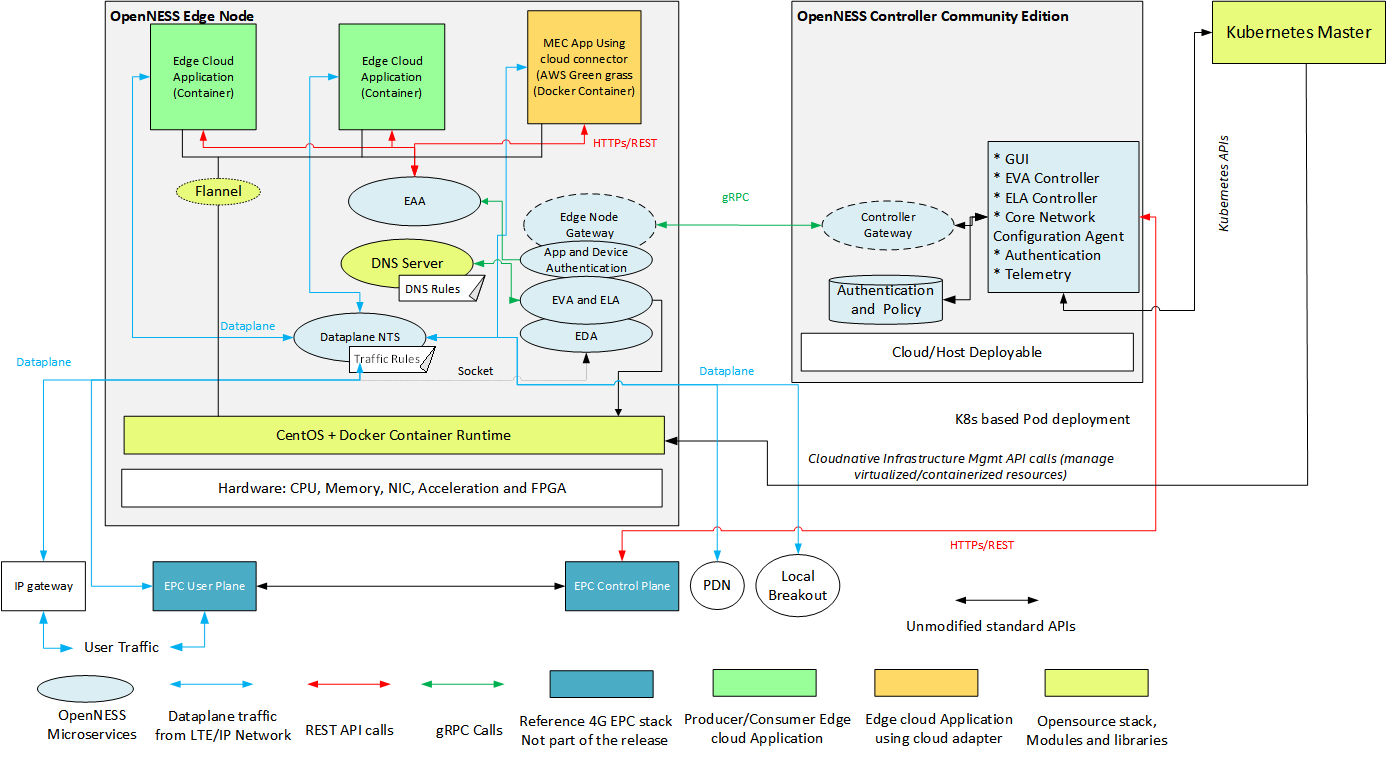 OpenNESS Edge Node
OpenNESS Controller Community Edition
Kubernetes Master
Edge Cloud
Application
(Container)
Edge Cloud
Application
(Container)
MEC App Using
cloud connector
(AWS Green grass
(Docker Container)
HTTPs/REST
Flannel
EAA
Edge Node
Gateway
App and Device
Authentication
DNS Server
DNS Rules
EVA and ELA
EDA
Dataplane NTS
Traffic Rules
Dataplane
Dataplane
Socket
Dataplane
gRPC
Controller
Gateway
* GUI
* EVA Controller
* ELA Controller
* Core Network
Configuration Agent
* Authentication
* Telemetry
Authentication
and Policy
Cloud/Host Deployable
Kubernetes APIs
CentOS + Docker Container Runtime
Hardware: CPU, Memory, NIC, Acceleration and FPGA
K8s based Pod deployment
Cloudnative Infrastructure Mgmt API calls (manage
virtualized/containerized resources)
HTTPs/REST
IP gateway
EPC User Plane
EPC Control Plane
PDN
Local
Breakout
User Traffic
Unmodified standard APIs
OpenNESS
Microservices
Dataplane traffic
from LTE/IP Network
REST API calls
gRPC Calls
Reference 4G EPC stack
Not part of the release
Producer/Consumer Edge
cloud Application
Edge cloud Application
using cloud adapter
Opensource stack,
Modules and libraries